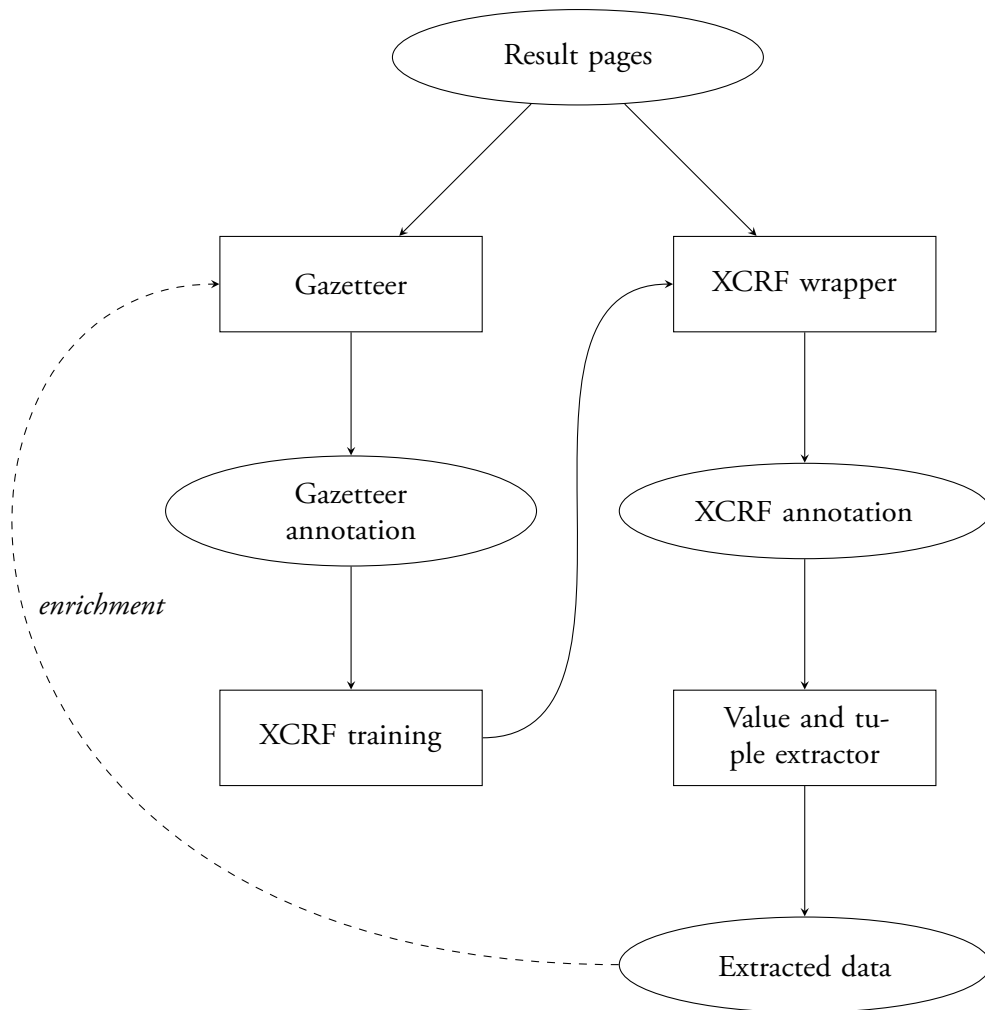 Result pages
Gazetteer
XCRF wrapper
Gazetteer
annotation
XCRF annotation
enrichment
XCRF training
Value and tu-
ple extractor
Extracted data